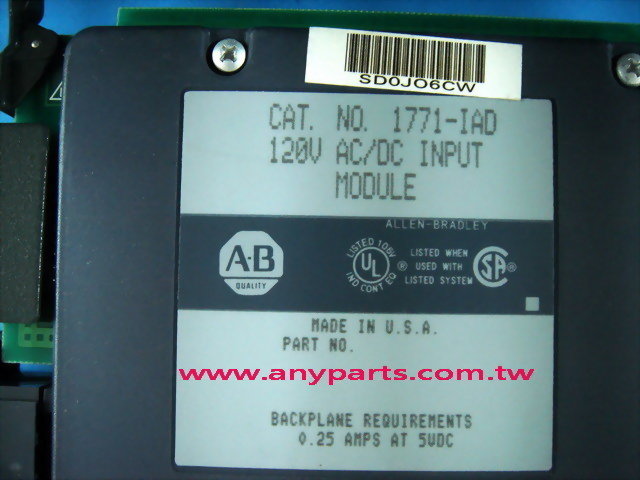 SD0JO6CW
CAT. NO. 1771-IAD
120V AC/DC INPUT
MODULE
ALLEN-BRADLEY
A-B
QUALITY
LISTED 106V
UL
IND CONT EQ
®
LISTED WHEN
USED WITH
LISTED SYSTEM
SA
®
MADE IN U.S.A.
PART NO.
www.anyparts.com.tw
BACKPLANE REQUIREMENTS
0.25 AMPS AT 5VDC